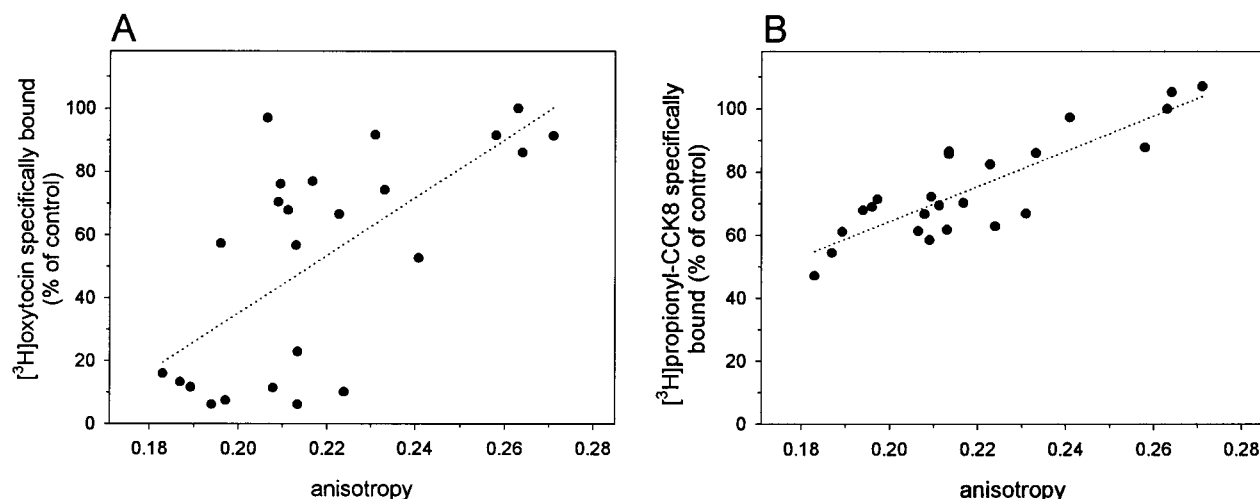 A
[³H]oxytocin specifically bound
(% of control)
100
80
60
40
20
0
0.18 0.20 0.22 0.24 0.26 0.28
anisotropy
B
[³H]propionyl-CCK8 specifically
bound (% of control)
100
80
60
40
20
0
0.18 0.20 0.22 0.24 0.26 0.28
anisotropy